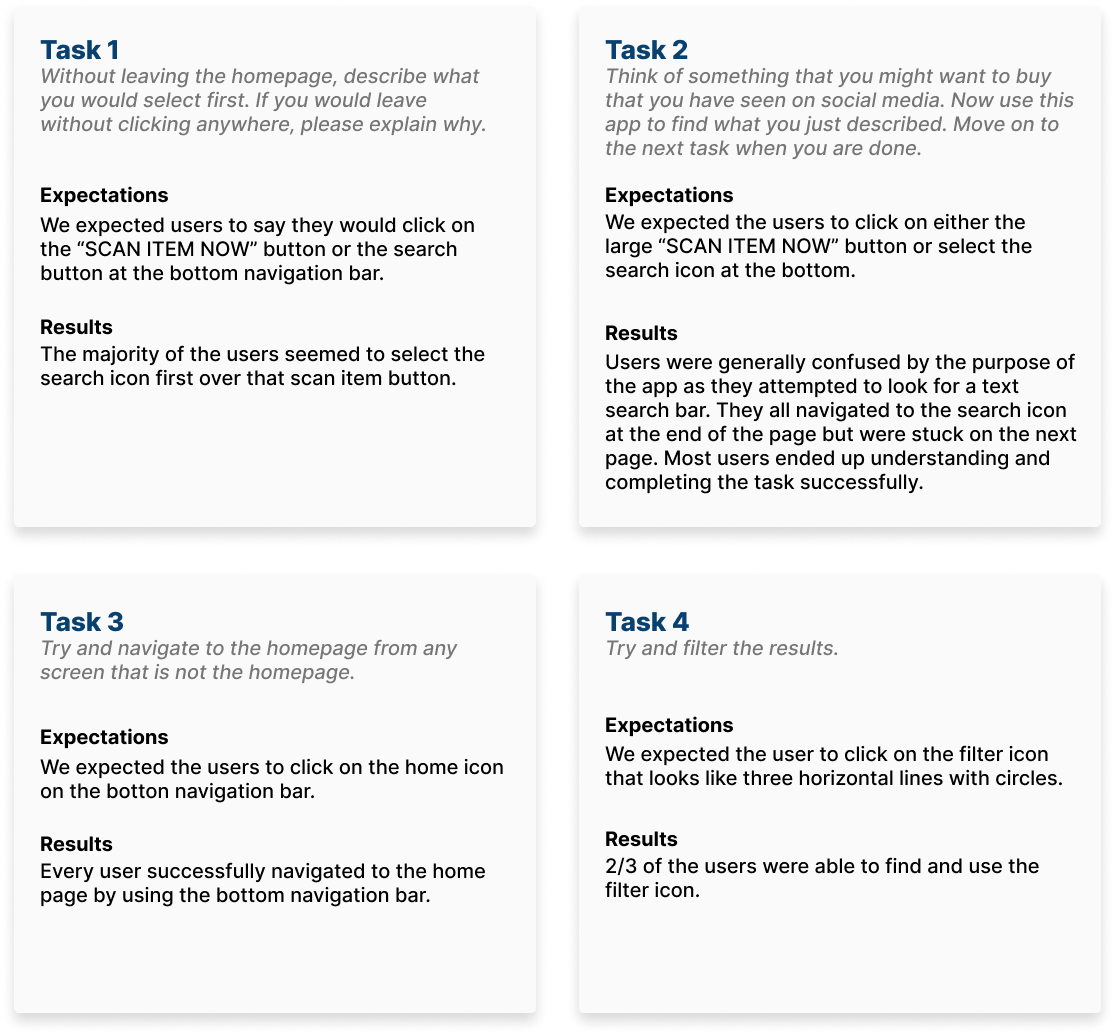 Task 1
Without leaving the homepage, describe what
you would select first. If you would leave
without clicking anywhere, please explain why.
Expectations
We expected users to say they would click on
the “SCAN ITEM NOW” button or the search
button at the bottom navigation bar.
Results
The majority of the users seemed to select the
search icon first over that scan item button.
Task 2
Think of something that you might want to buy
that you have seen on social media. Now use this
app to find what you just described. Move on to
the next task when you are done.
Expectations
We expected the users to click on either the
large “SCAN ITEM NOW” button or select the
search icon at the bottom.
Results
Users were generally confused by the purpose of
the app as they attempted to look for a text
search bar. They all navigated to the search icon
at the end of the page but were stuck on the next
page. Most users ended up understanding and
completing the task successfully.
Task 3
Try and navigate to the homepage from any
screen that is not the homepage.
Expectations
We expected the users to click on the home icon
on the botton navigation bar.
Results
Every user successfully navigated to the home
page by using the bottom navigation bar.
Task 4
Try and filter the results.
Expectations
We expected the user to click on the filter icon
that looks like three horizontal lines with circles.
Results
2/3 of the users were able to find and use the
filter icon.